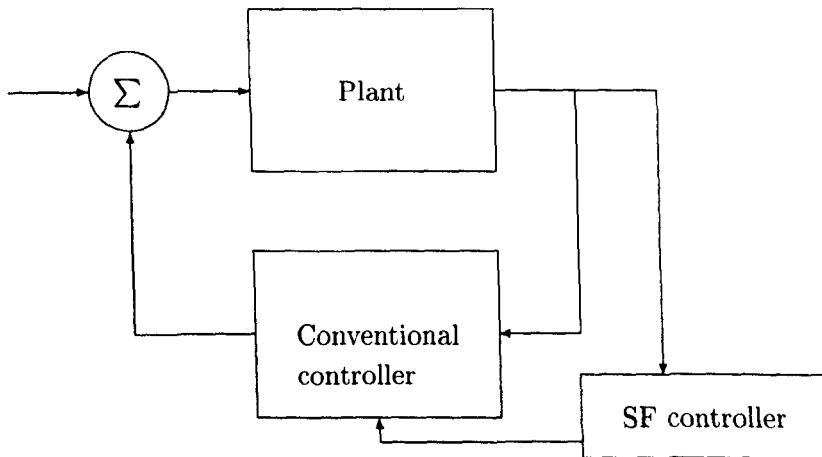 Σ
Plant
Conventional
controller
SF controller